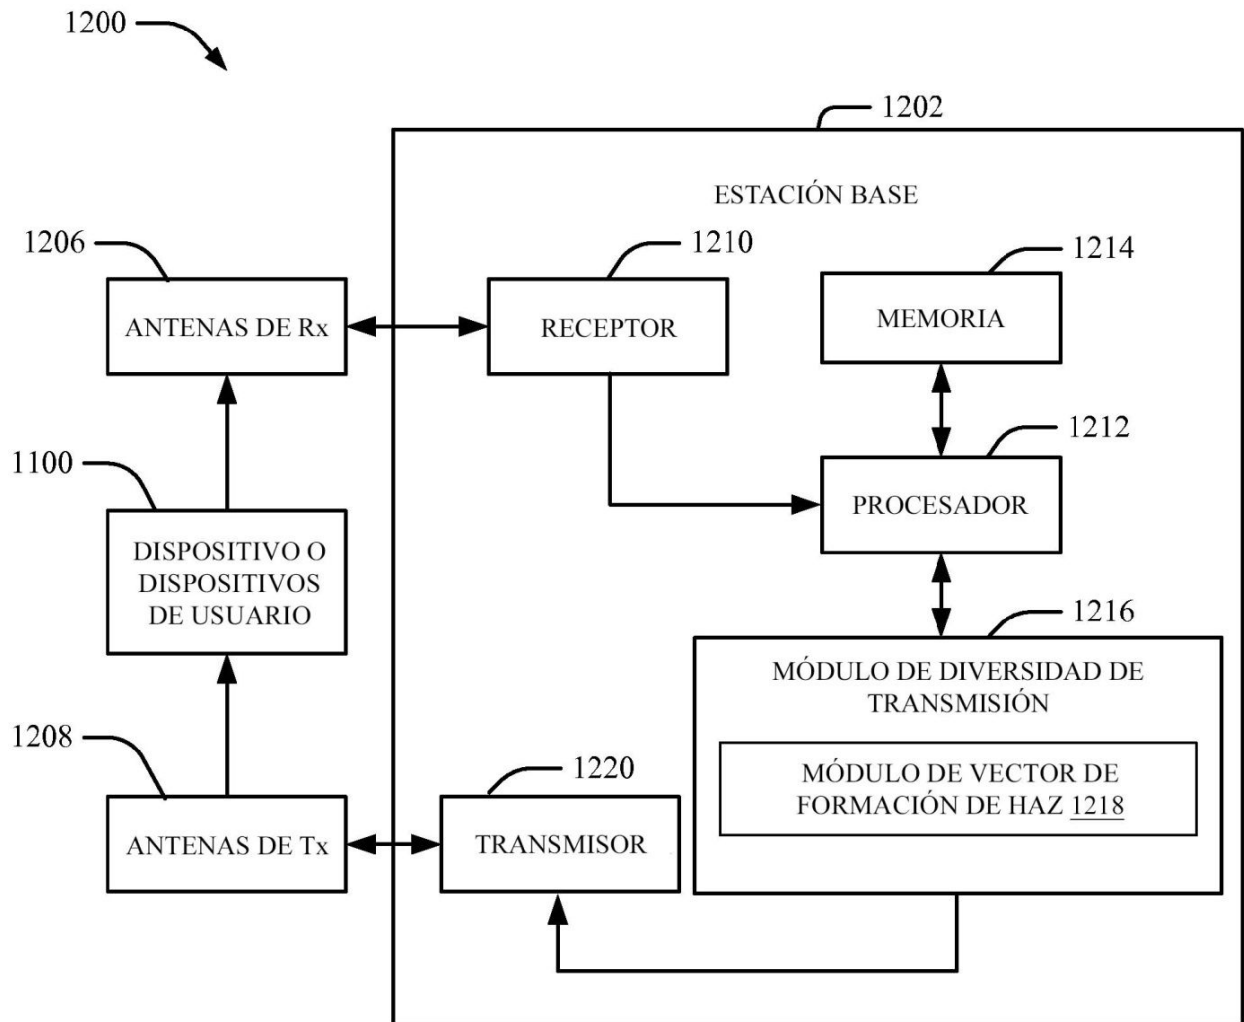 1200
1202
ESTACIÓN BASE
1206
1210
1214
ANTENAS DE Rx
RECEPTOR
MEMORIA
1100
1212
PROCESADOR
DISPOSITIVO O
DISPOSITIVOS
DE USUARIO
1216
MÓDULO DE DIVERSIDAD DE
TRANSMISIÓN
1208
1220
MÓDULO DE VECTOR DE
FORMACIÓN DE HAZ 1218
ANTENAS DE Tx
TRANSMISOR